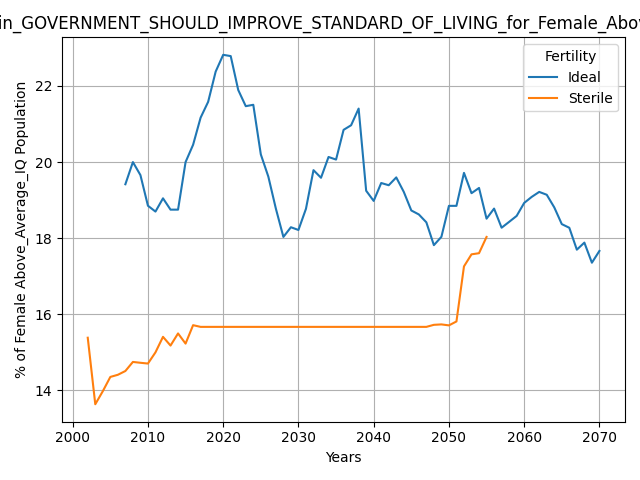 in_GOVERNMENT_SHOULD_IMPROVE_STANDARD_OF_LIVING_for_Female_Abov
Fertility
Ideal
Sterile
% of Female Above_Average_IQ Population
22
20
18
16
14
2000 2010 2020 2030 2040 2050 2060 2070
Years